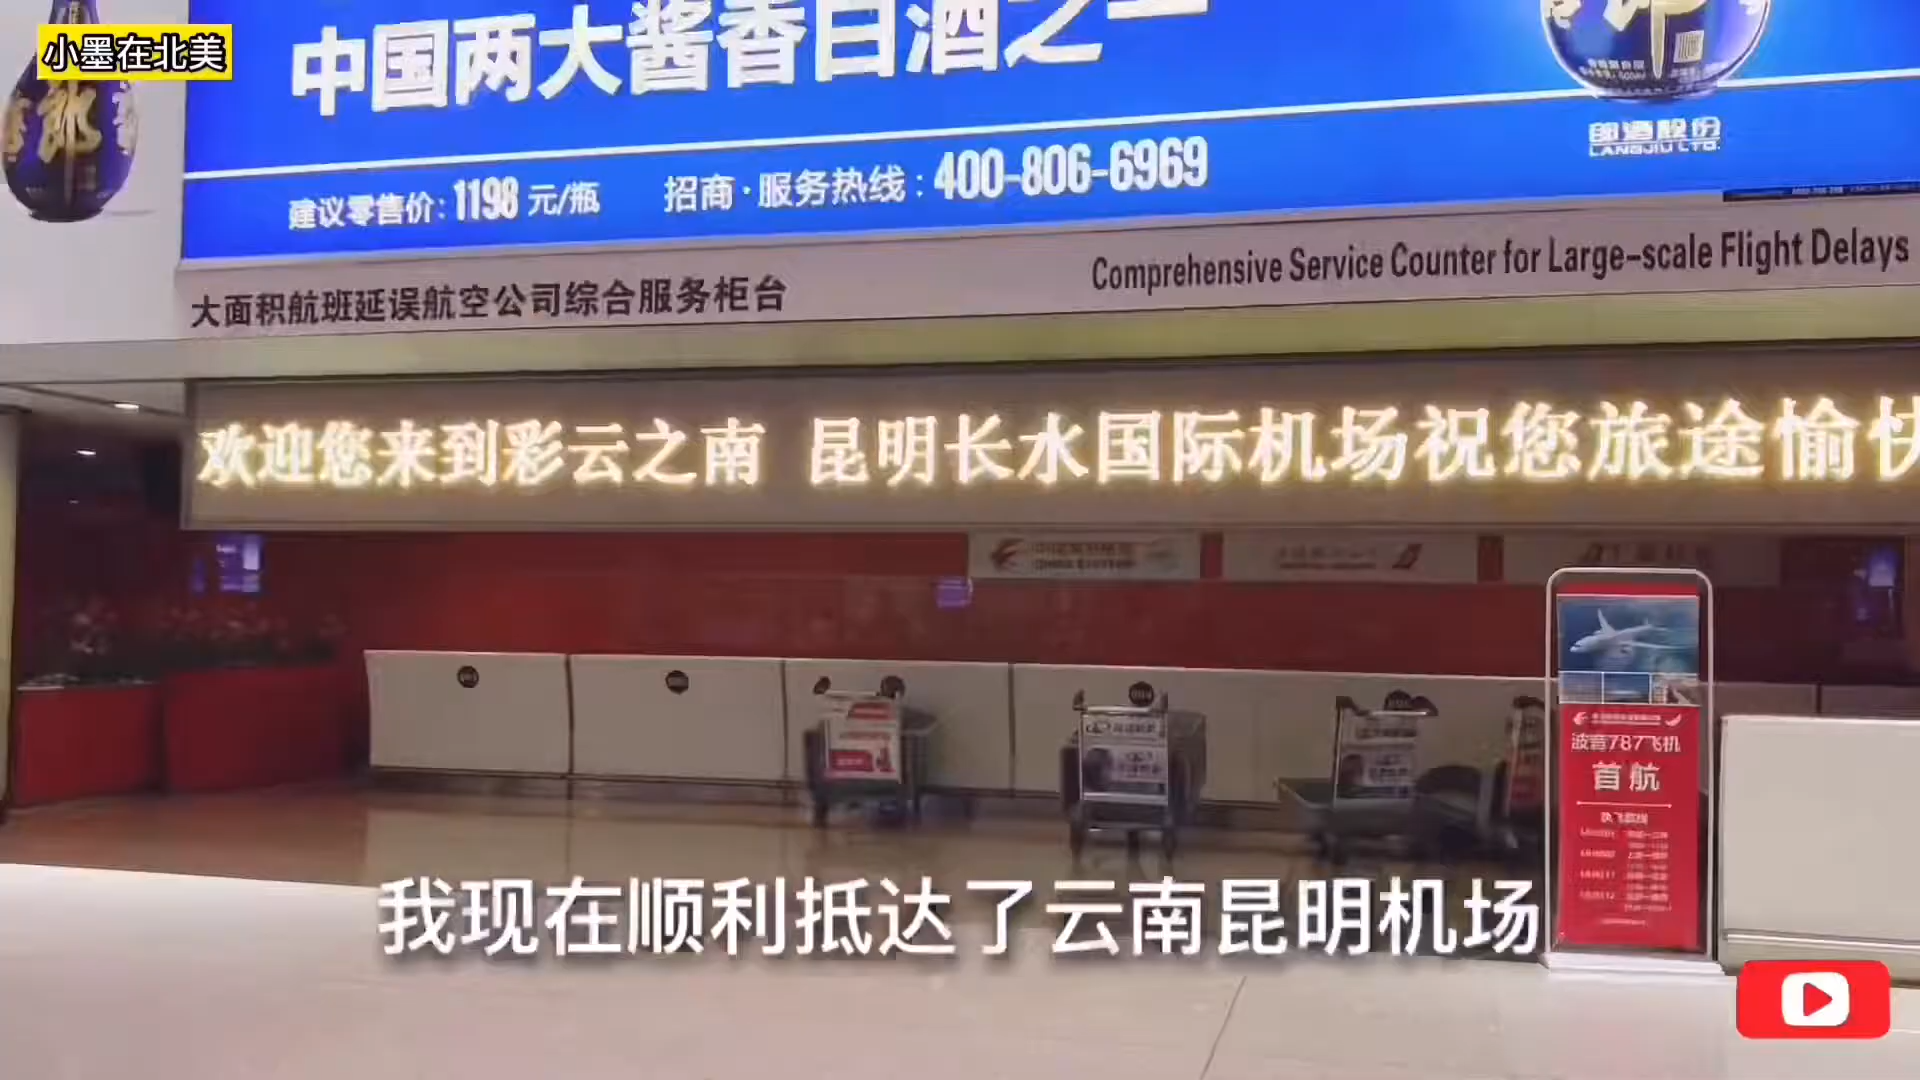 小墨在北美
中国两大酱香白酒之一
郎酒股份
LANGJIU LTD.
建议零售价: 1198 元/瓶
招商·服务热线: 400-806-6969
大面积航班延误航空公司综合服务柜台
Comprehensive Service Counter for Large-scale Flight Delays
欢迎您来到彩云之南 昆明长水国际机场祝您旅途愉快
波音787飞机
首航
我现在顺利抵达了云南昆明机场